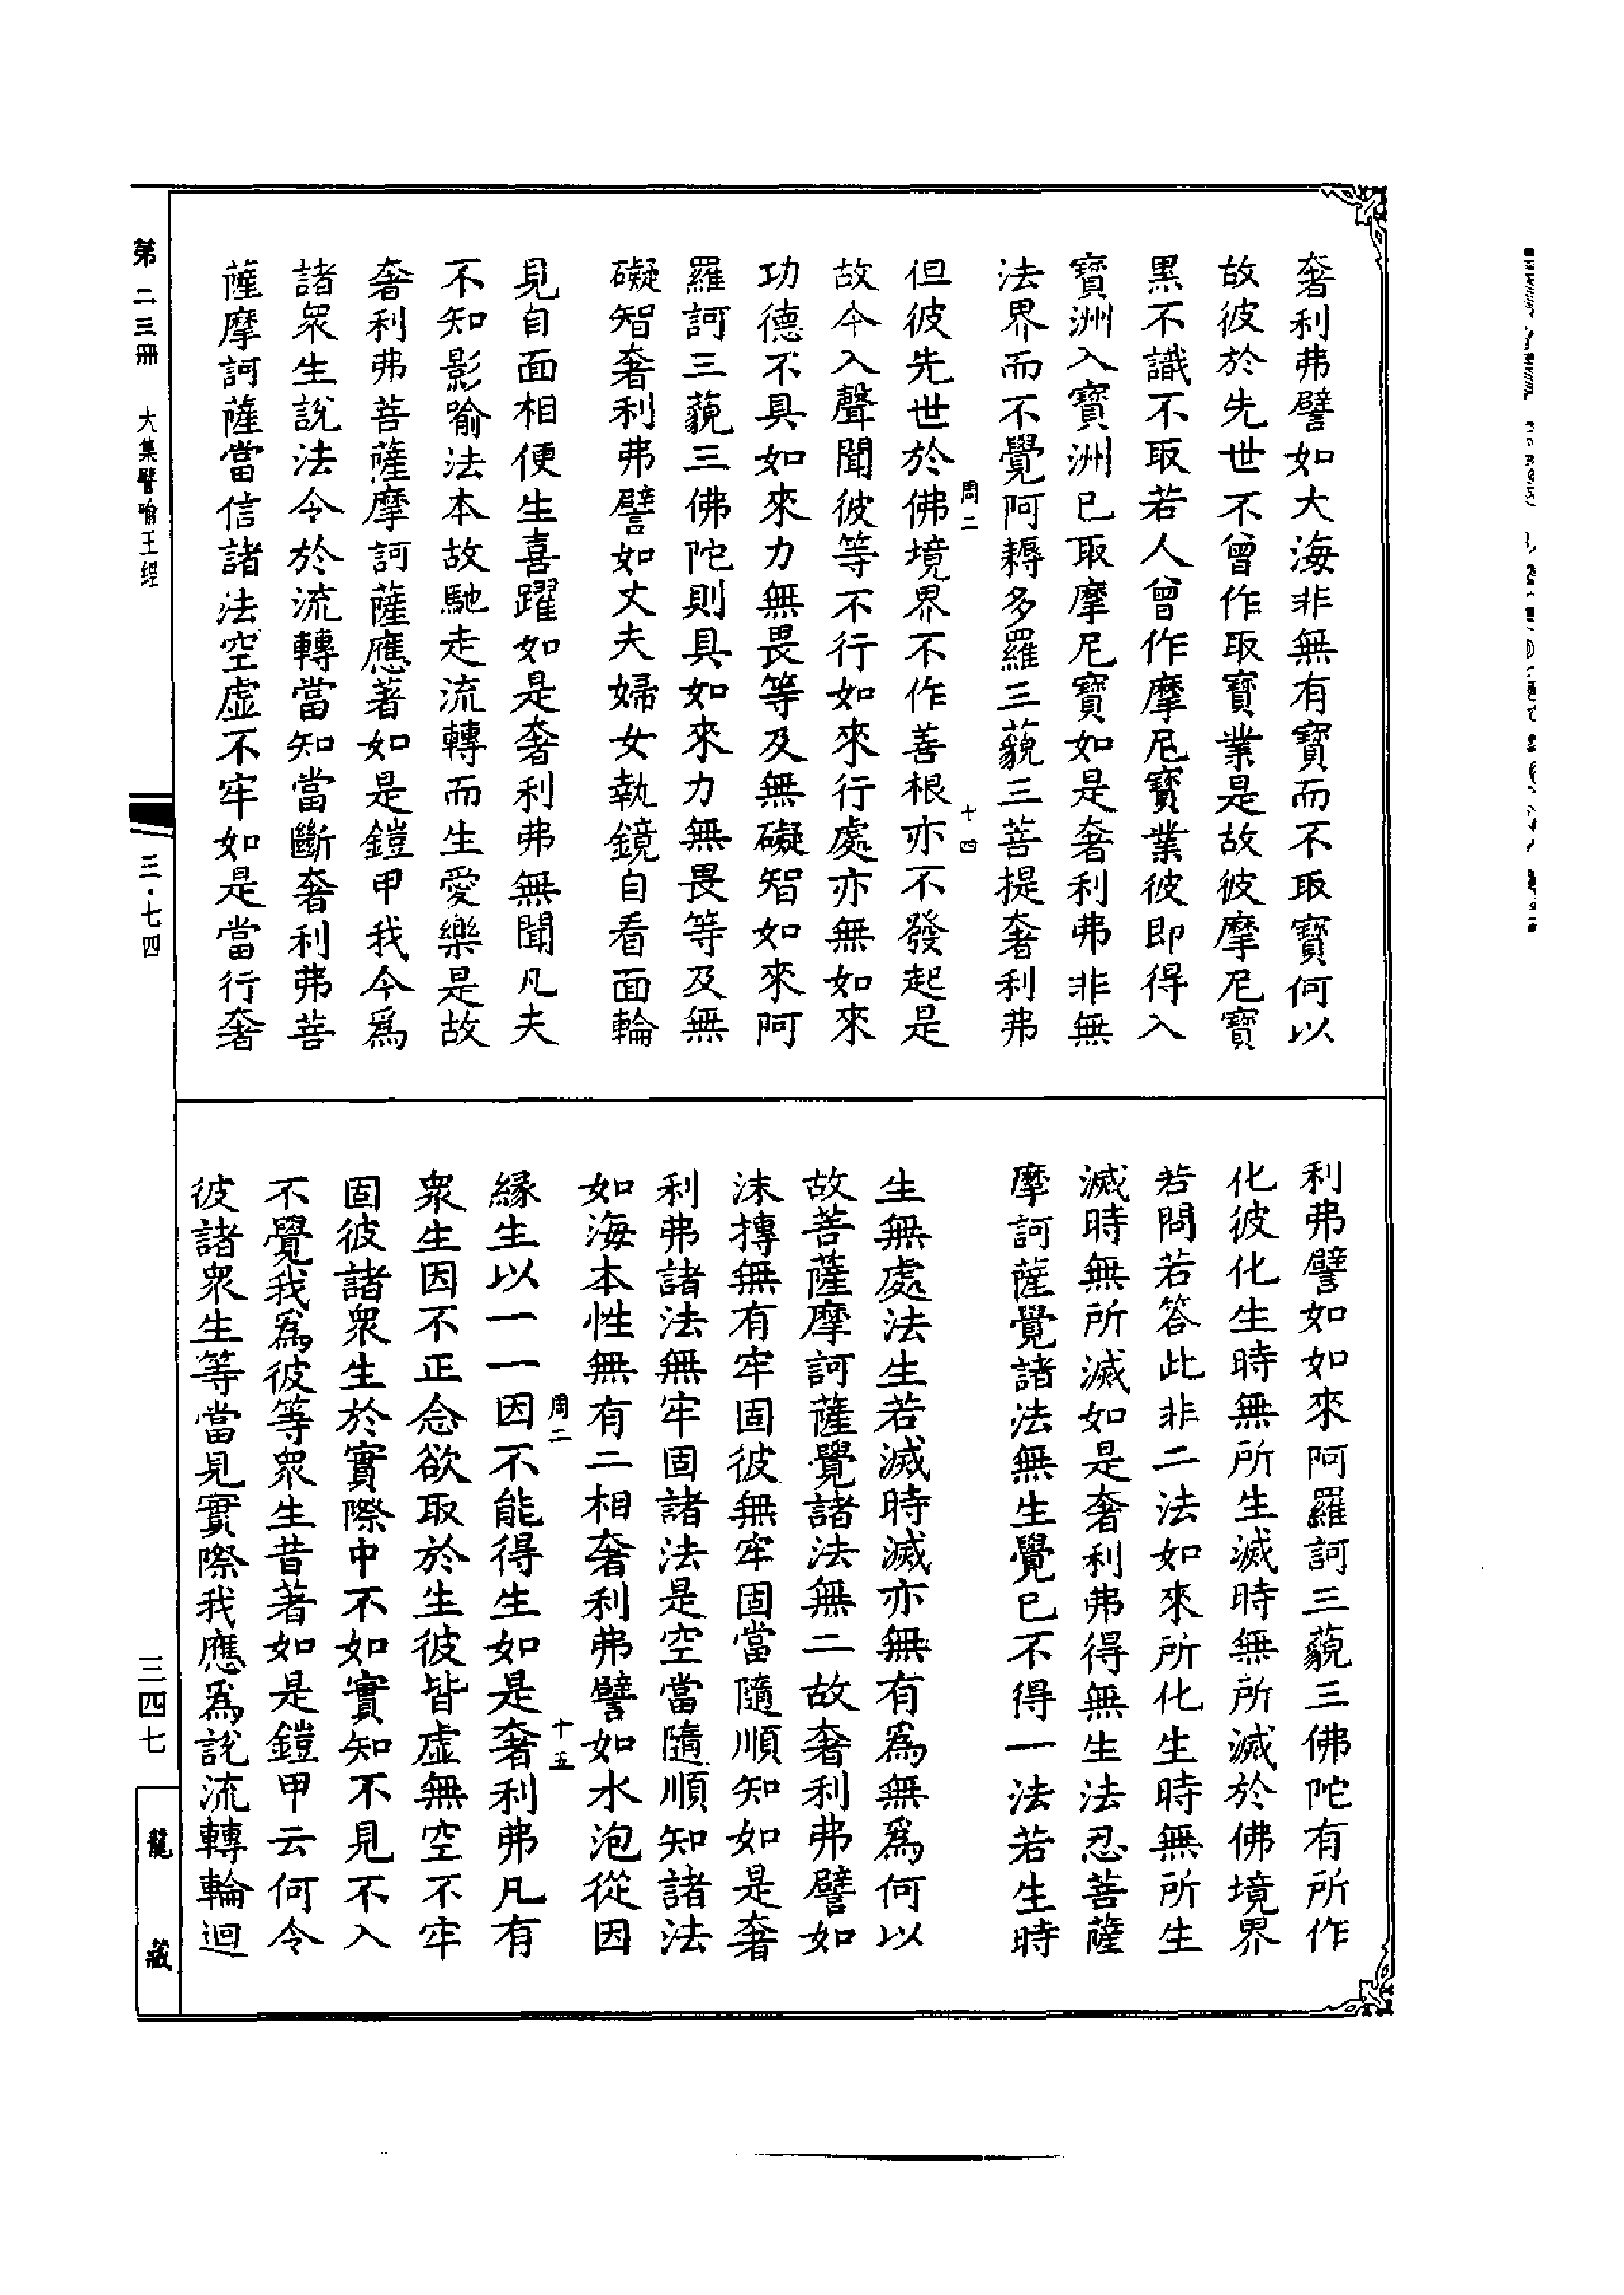 奢利弗譬如大海非無有寶而不取寶何以
故彼於先世不曾作取寶業是故彼摩尼寶
黑不識不取若人曾作摩尼寶業彼即得入
寶洲入寶洲已取摩尼寶如是奢利弗非無
法界而不覺阿耨多羅三藐三菩提奢利弗
周二
十四
但彼先世於佛境界不作善根亦不發起是
故今入聲聞彼等不行如來行處亦無如來
功德不具如來力無畏等及無礙智如來阿
羅訶三藐三佛陀則具如來力無畏等及無
礙智奢利弗譬如丈夫婦女執鏡自看面輪
見自面相便生喜躍如是奢利弗無聞凡夫
不知影喻法本故馳走流轉而生愛樂是故
奢利弗菩薩摩訶薩應著如是鎧甲我今為
諸眾生說法令於流轉當知當斷奢利弗菩
薩摩訶薩當信諸法空虛不牢如是當行奢
利弗譬如如來阿羅訶三藐三佛陀有所作
化彼化生時無所生滅時無所滅於佛境界
若問若答此非二法如來所化生時無所生
滅時無所滅如是奢利弗得無生法忍菩薩
摩訶薩覺諸法無生覺已不得一法若生時
生無處法生若滅時滅亦無有為無為何以
故菩薩摩訶薩覺諸法無二故奢利弗譬如
沫摶無有牢固彼無牢固當隨順知如是奢
利弗諸法無牢固諸法是空當隨順知諸法
如海本性無有二相奢利弗譬如水泡從因
周二
十五
緣生以一一因不能得生如是奢利弗凡有
眾生因不正念欲取於生彼皆虛無空不牢
固彼諸眾生於實際中不如實知不見不入
不覺我為彼等眾生昔著如是鎧甲云何令
彼諸眾生等當見實際我應為說流轉輪迴
第二三冊 大集譬喻王經
三·七四
三四七
龍藏